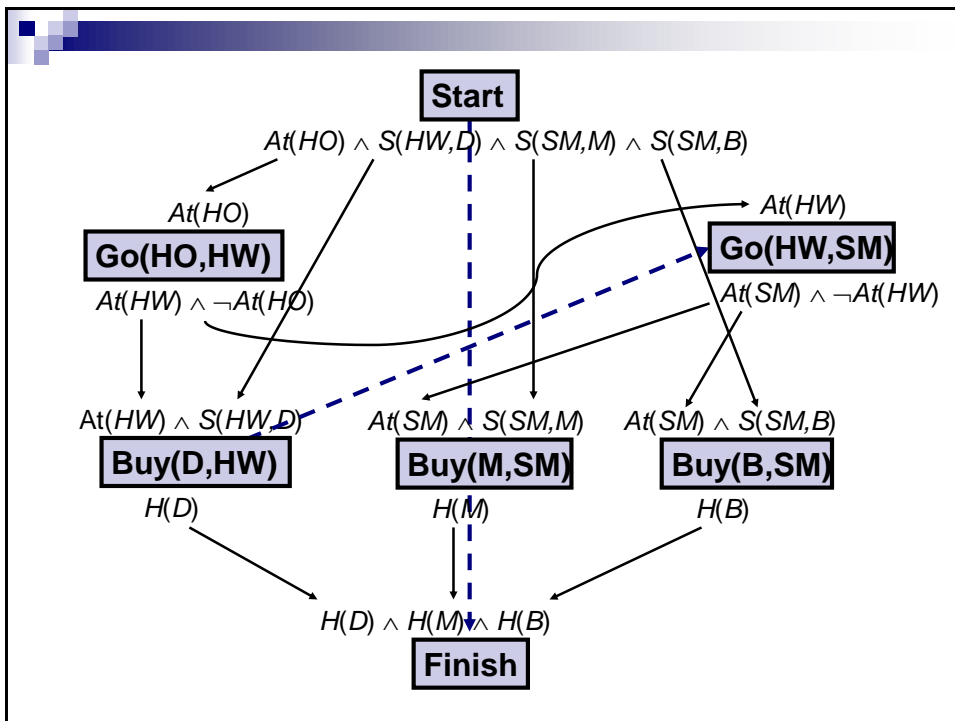 Start
At(HO) ∧ S(HW,D) ∧ S(SM,M) ∧ S(SM,B)
At(HO)
At(HW)
Go(HO,HW)
Go(HW,SM)
At(HW) ∧ ¬At(HO)
At(SM) ∧ ¬At(HW)
At(HW) ∧ S(HW,D)
At(SM) ∧ S(SM,M)
At(SM) ∧ S(SM,B)
Buy(D,HW)
Buy(M,SM)
Buy(B,SM)
H(D)
H(M)
H(B)
H(D) ∧ H(M) ∧ H(B)
Finish